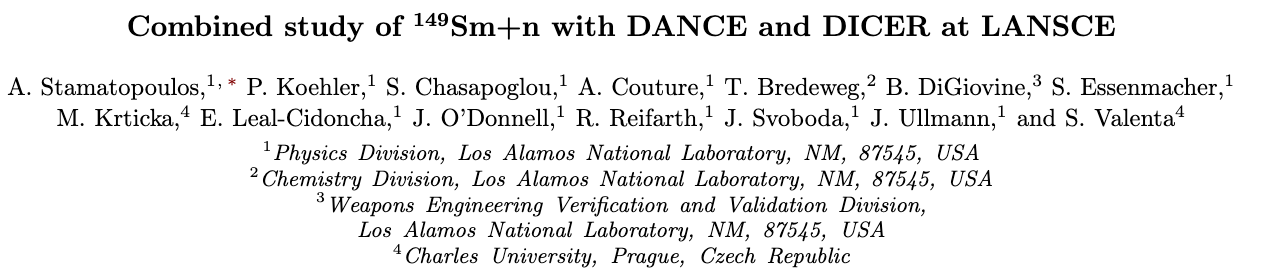 Combined study of ¹⁴⁹Sm+n with DANCE and DICER at LANSCE
A. Stamatopoulos,¹,* P. Koehler,¹ S. Chasapoglou,¹ A. Couture,¹ T. Bredeweg,² B. DiGiovine,³ S. Essenmacher,¹
M. Krticka,⁴ E. Leal-Cidoncha,¹ J. O’Donnell,¹ R. Reifarth,¹ J. Svoboda,¹ J. Ullmann,¹ and S. Valenta⁴
¹Physics Division, Los Alamos National Laboratory, NM, 87545, USA
²Chemistry Division, Los Alamos National Laboratory, NM, 87545, USA
³Weapons Engineering Verification and Validation Division,
Los Alamos National Laboratory, NM, 87545, USA
⁴Charles University, Prague, Czech Republic